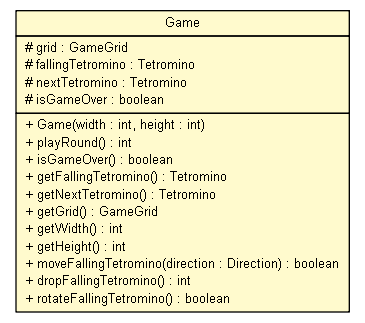 Game
# grid : GameGrid
# fallingTetromino : Tetromino
# nextTetromino : Tetromino
# isGameOver : boolean
+ Game(width : int, height : int)
+ playRound() : int
+ isGameOver() : boolean
+ getFallingTetromino() : Tetromino
+ getNextTetromino() : Tetromino
+ getGrid() : GameGrid
+ getWidth() : int
+ getHeight() : int
+ moveFallingTetromino(direction : Direction) : boolean
+ dropFallingTetromino() : int
+ rotateFallingTetromino() : boolean